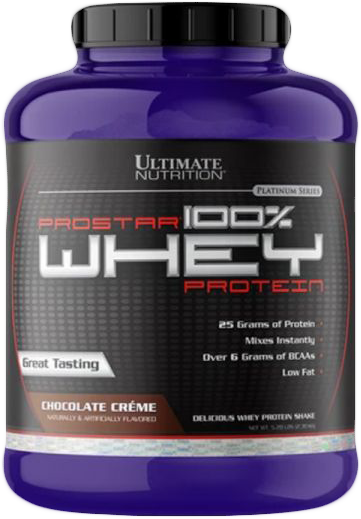 ULTIMATE
NUTRITION®
PLATINUM SERIES
PROSTAR 100%
WHEY
PROTEIN
25 Grams of Protein
Mixes Instantly
Over 6 Grams of BCAAs
Low Fat
Great Tasting
CHOCOLATE CRÉME
NATURALLY & ARTIFICIALLY FLAVORED
DELICIOUS WHEY PROTEIN SHAKE